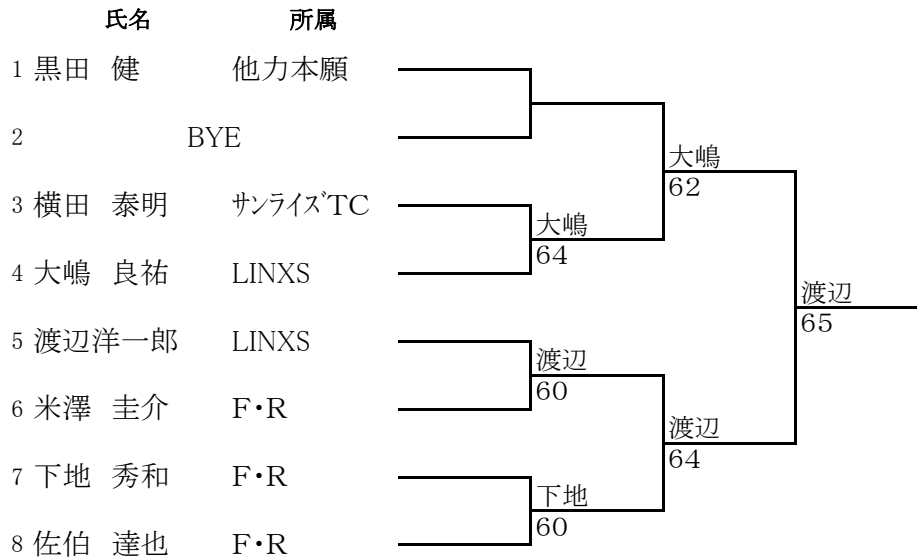 氏名 所属
1 黒田 健 他力本願
2 BYE
大嶋
62
3 横田 泰明 サンライズTC
大嶋
64
4 大嶋 良祐 LINXS
渡辺
65
5 渡辺洋一郎 LINXS
渡辺
60
6 米澤 圭介 F・R
渡辺
64
7 下地 秀和 F・R
下地
60
8 佐伯 達也 F・R